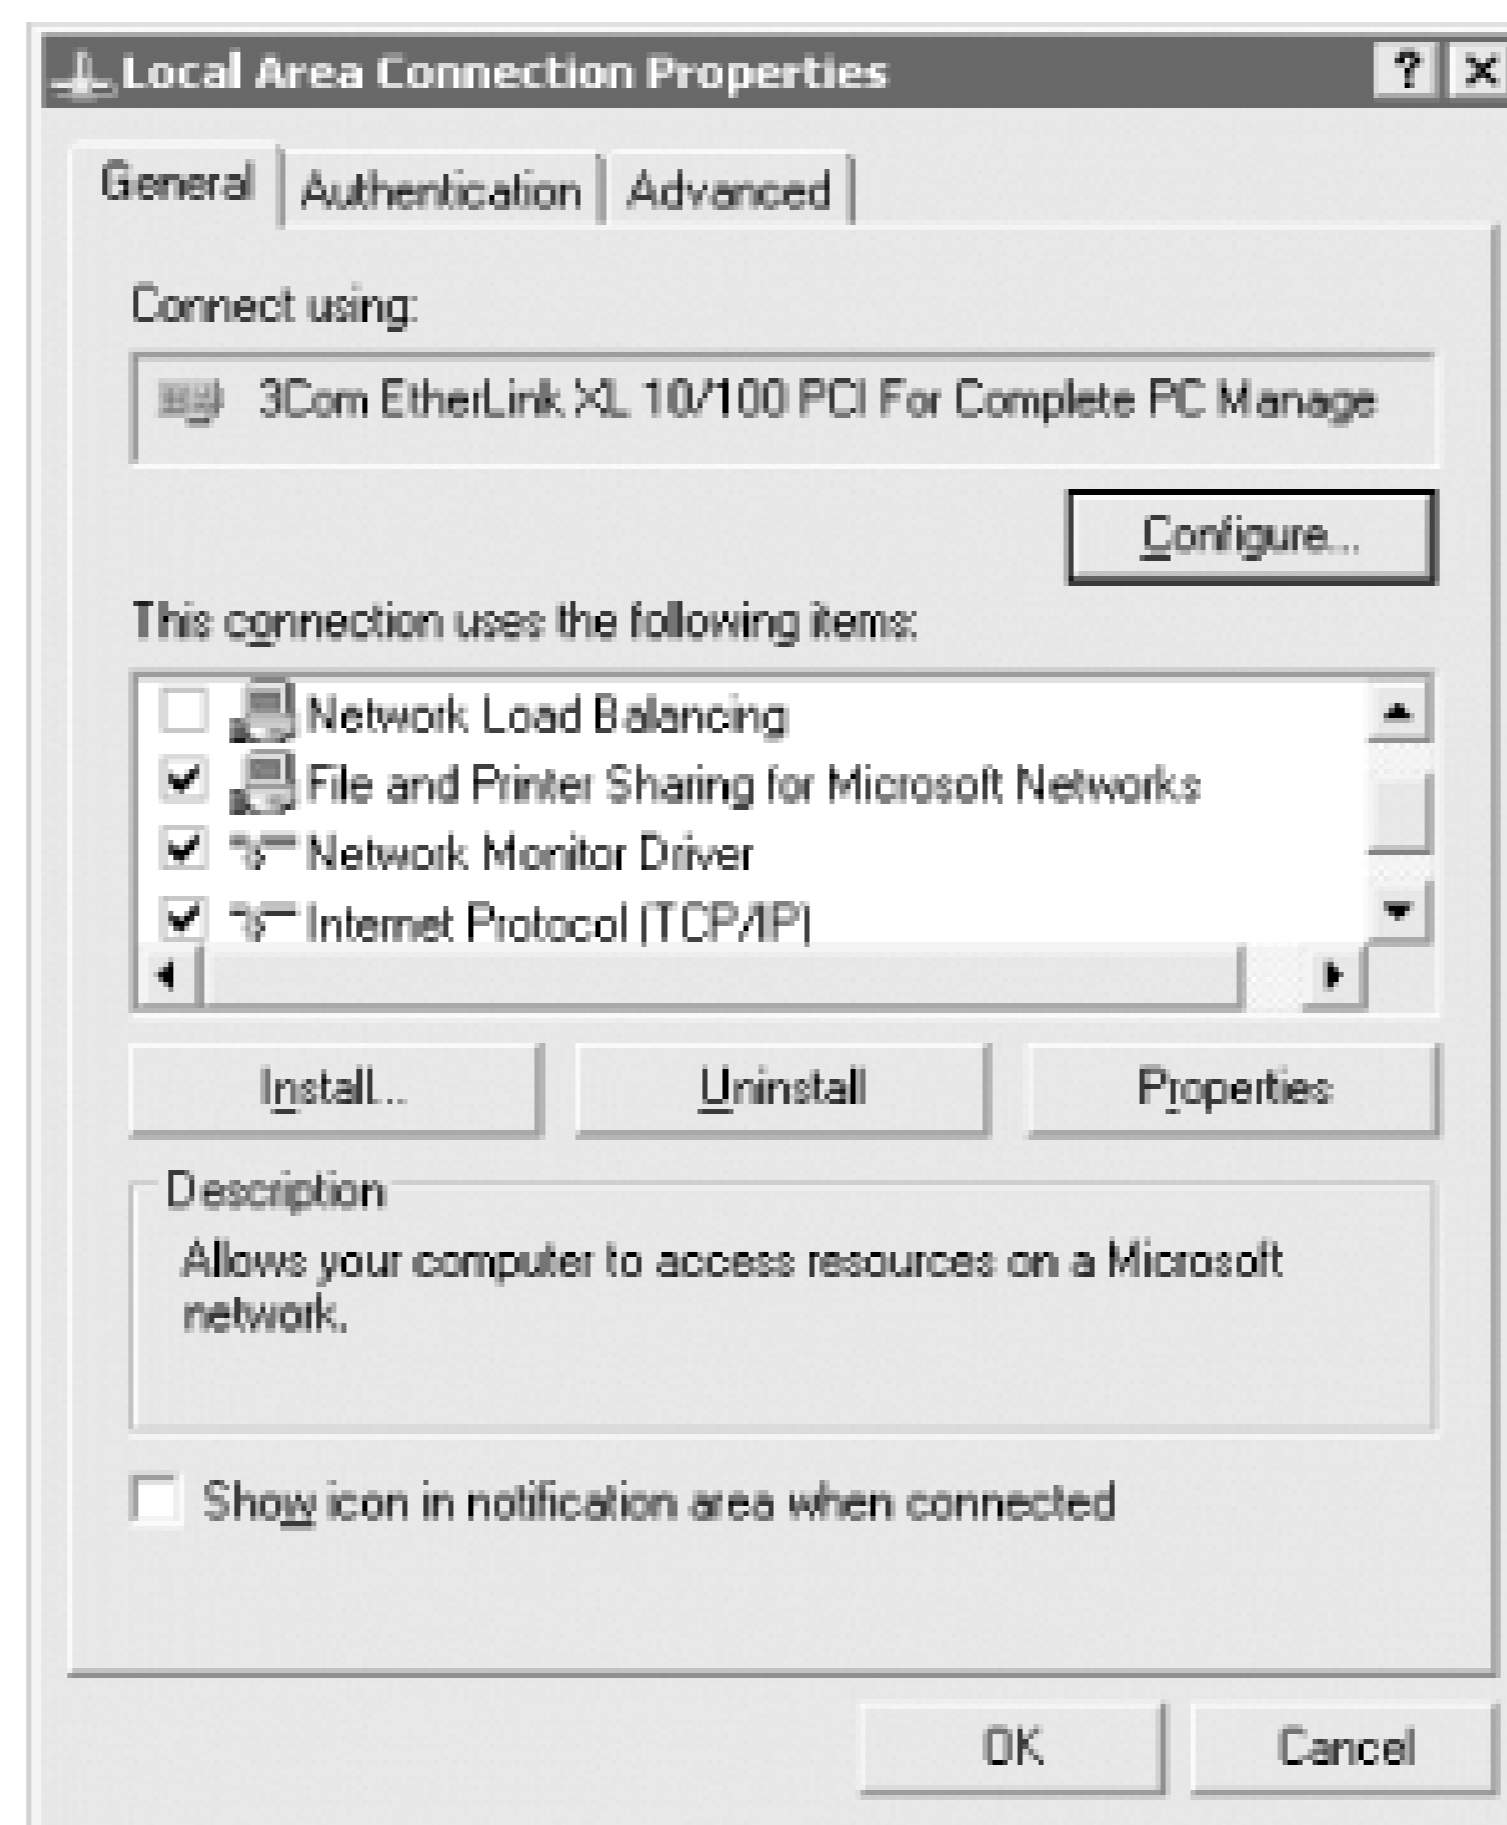 Local Area Connection Properties ? X
General Authentication Advanced
Connect using:
3Com EtherLink XL 10/100 PCI For Complete PC Manage
Configure...
This connection uses the following items:
Network Load Balancing
File and Printer Sharing for Microsoft Networks
Network Monitor Driver
Internet Protocol (TCP/IP)
Install... Uninstall Properties
Description
Allows your computer to access resources on a Microsoft
network.
Show icon in notification area when connected
OK Cancel